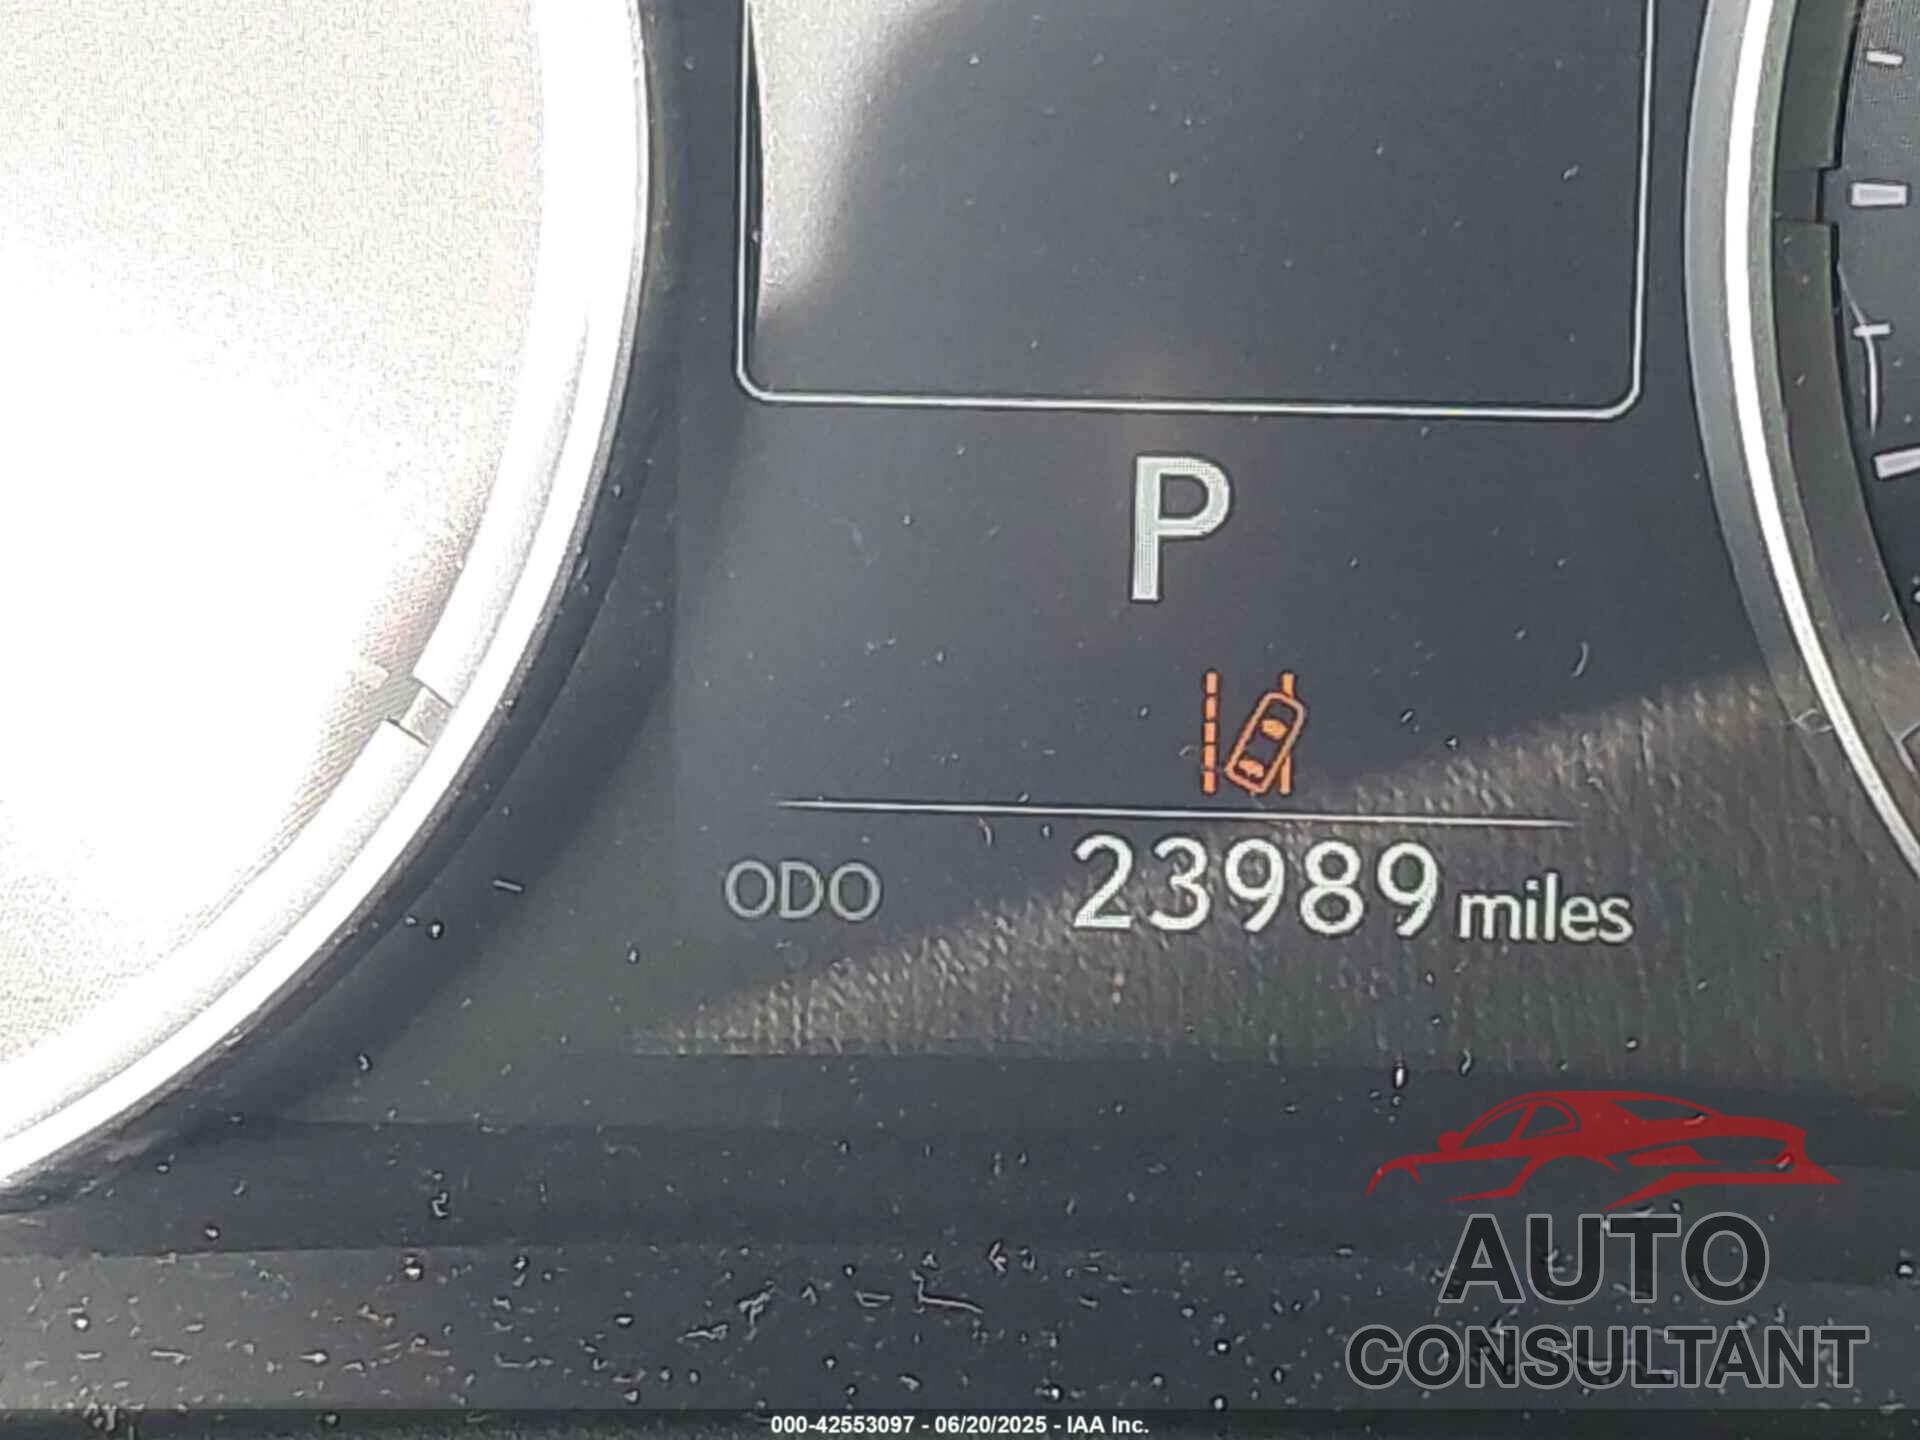 P
ODO 23989 miles
AUTO
CONSULTANT
000-42553097 - 06/20/2025 - IAA Inc.